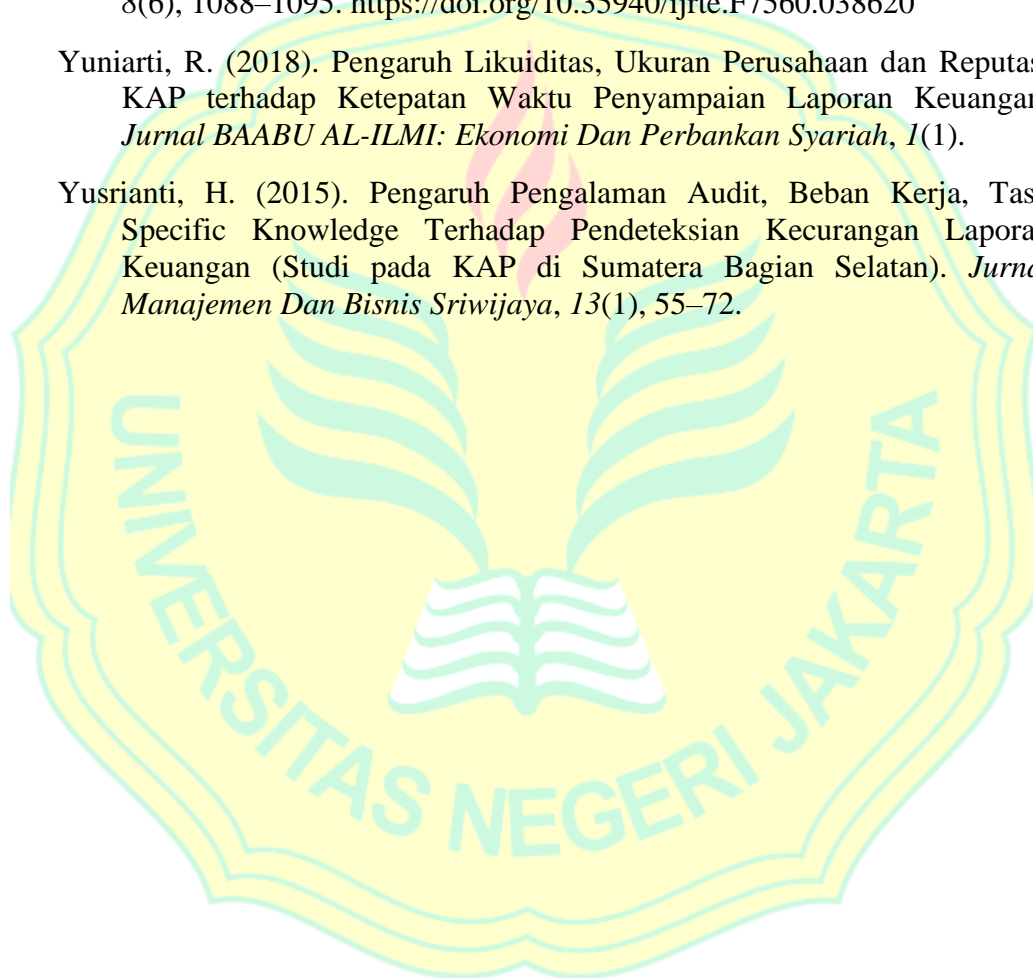 8(6), 1088–1095. https://doi.org/10.35940/ijrte.F7560.038620
Yuniarti, R. (2018). Pengaruh Likuiditas, Ukuran Perusahaan dan Reputas
KAP terhadap Ketepatan Waktu Penyampaian Laporan Keuangan
Jurnal BAABU AL-ILMI: Ekonomi Dan Perbankan Syariah, 1(1).
Yusrianti, H. (2015). Pengaruh Pengalaman Audit, Beban Kerja, Tas
Specific Knowledge Terhadap Pendeteksian Kecurangan Lapora
Keuangan (Studi pada KAP di Sumatera Bagian Selatan). Jurna
Manajemen Dan Bisnis Sriwijaya, 13(1), 55–72.
UNIVERSITAS NEGERI JAKARTA